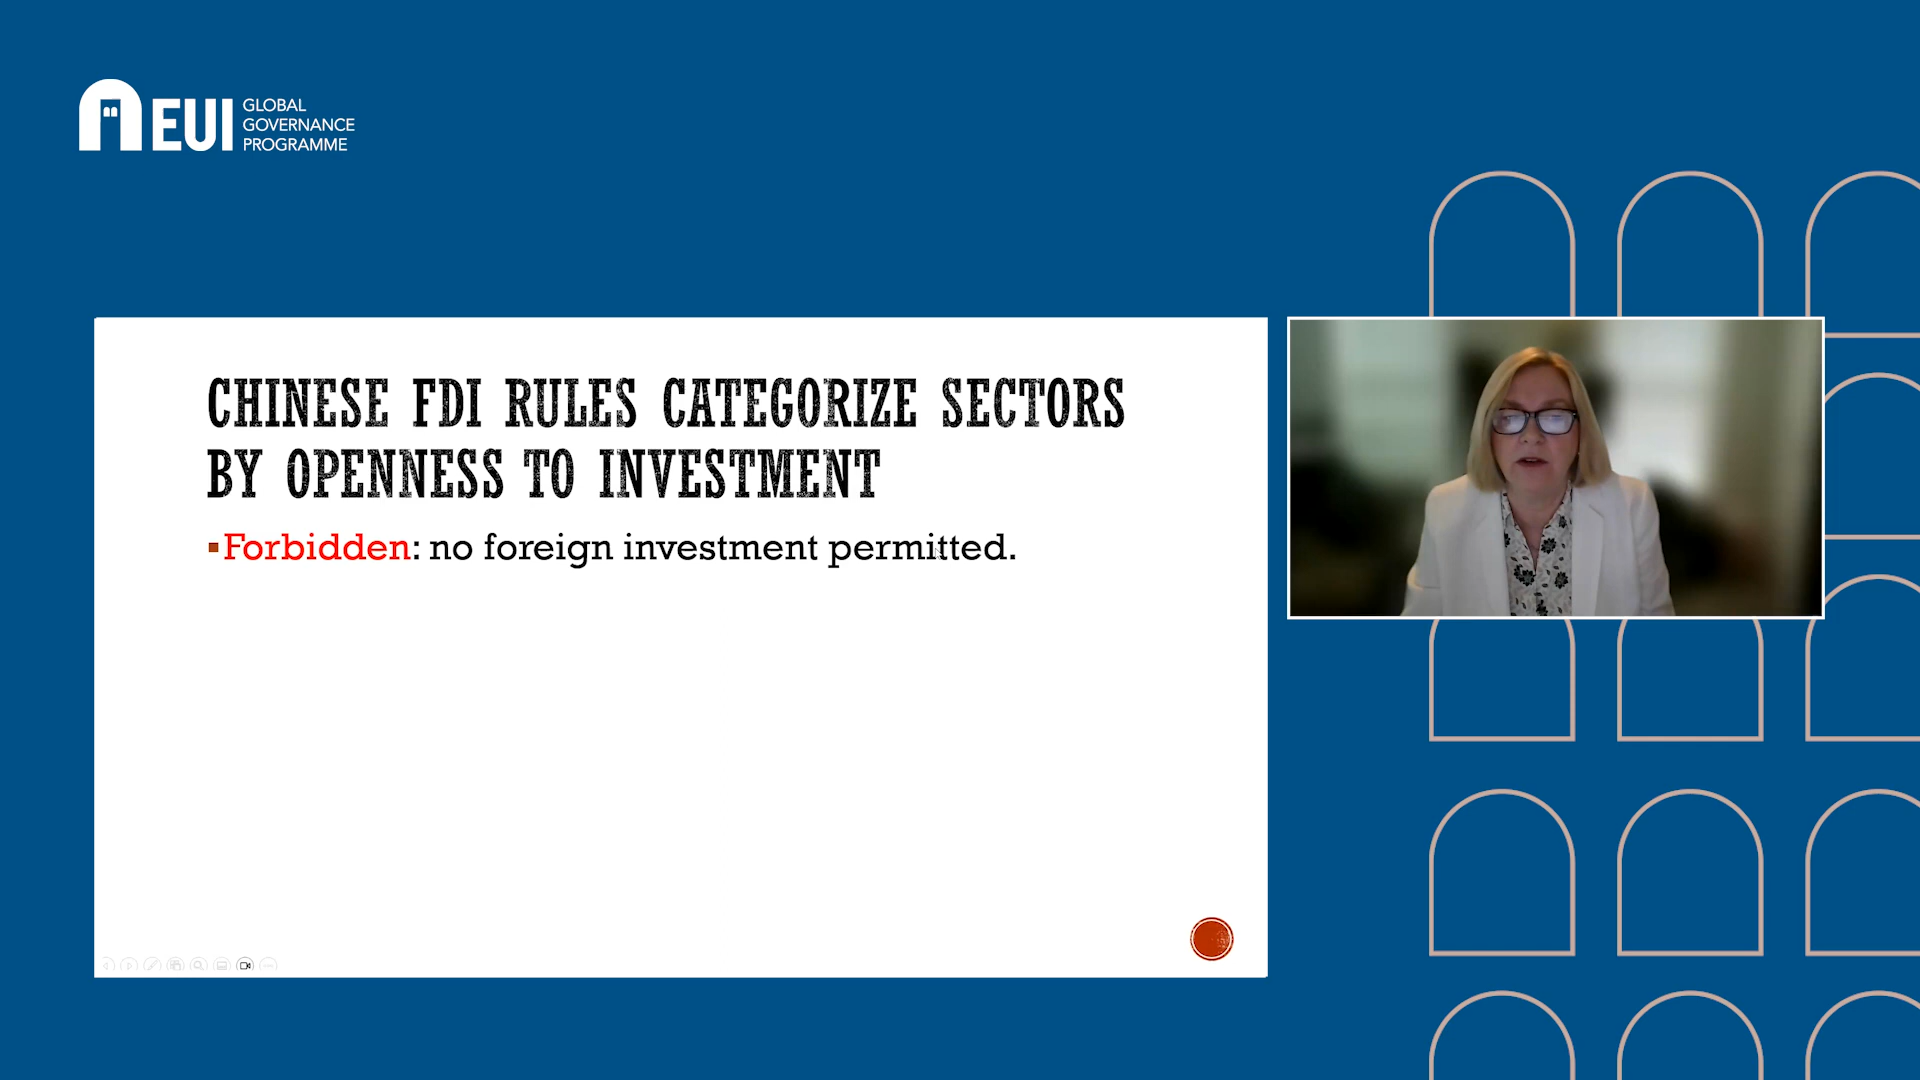 EUI
GLOBAL
GOVERNANCE
PROGRAMME
CHINESE FDI RULES CATEGORIZE SECTORS
BY OPENNESS TO INVESTMENT
▪Forbidden: no foreign investment permitted.